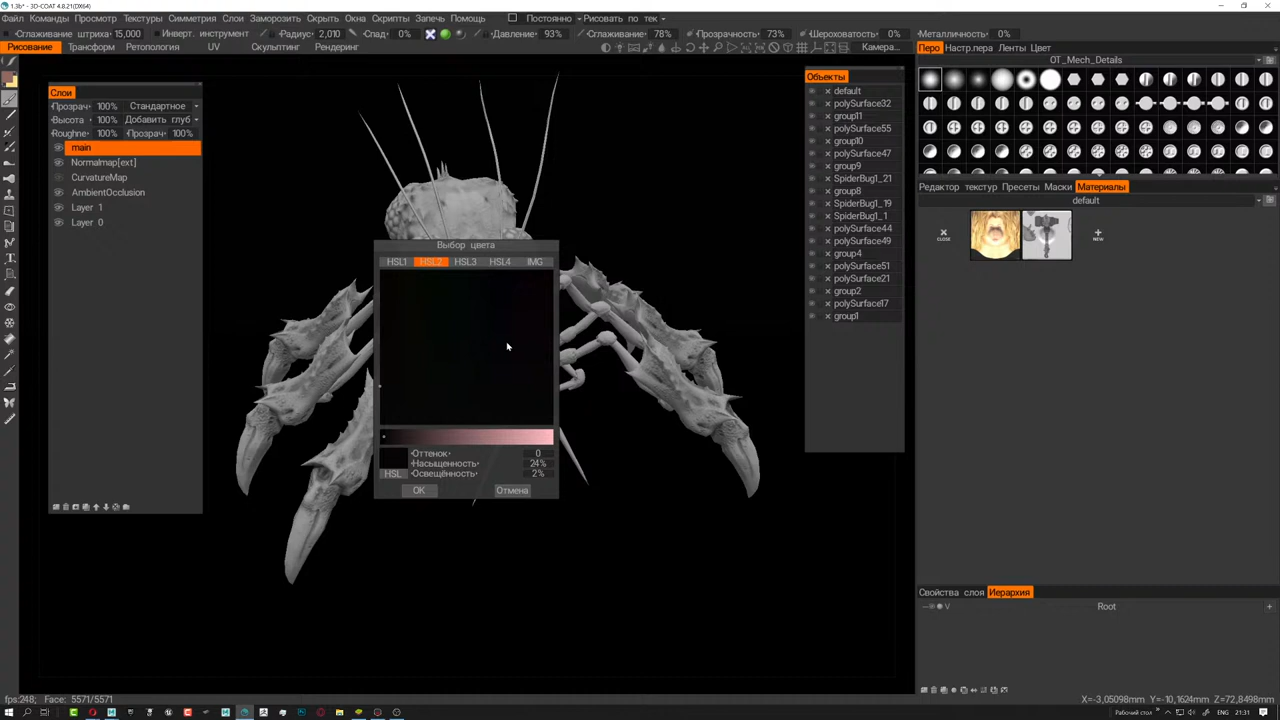 1.3b* - 3D-COAT 4.8.21(DX64)
Файл Команды Просмотр Текстуры Симметрия Слои Заморозить Скрыть Окна Скрипты Запечь Помощь Постоянно Рисовать по тек
Сглаживание штриха 15,000 Инверт. инструмент Радиус 2,010 Спад 0% Давление 93% Сглаживание 78% Прозрачность 73% Шероховатость 0% Металличность 0%
Рисование Трансформ Ретопология UV Скульптинг Рендеринг Камера... Перо Настр.пера Ленты Цвет
OT_Mech_Details
Слои
Прозрач 100% Стандартное
Высота 100% Добавить глуб
Roughne 100% Прозрач 100%
main
Normalmap[ext]
CurvatureMap
AmbientOcclusion
Layer 1
Layer 0
Выбор цвета
HSL1 HSL2 HSL3 HSL4 IMG
Оттенок 0
Насыщенность 24%
HSL Освещённость 2%
OK Отмена
Объекты
default
polySurface32
group11
polySurface55
group10
polySurface47
group9
SpiderBug1_21
group8
SpiderBug1_19
SpiderBug1_1
polySurface44
polySurface49
group4
polySurface51
polySurface21
group2
polySurface17
group1
Редактор текстур Пресеты Маски Материалы
default
CLOSE NEW
Свойства слоя Иерархия
V Root +
fps:248; Face: 5571/5571 X=-3,05098mm Y=-10,1624mm Z=72,8498mm
Рабочий стол ENG 21:31